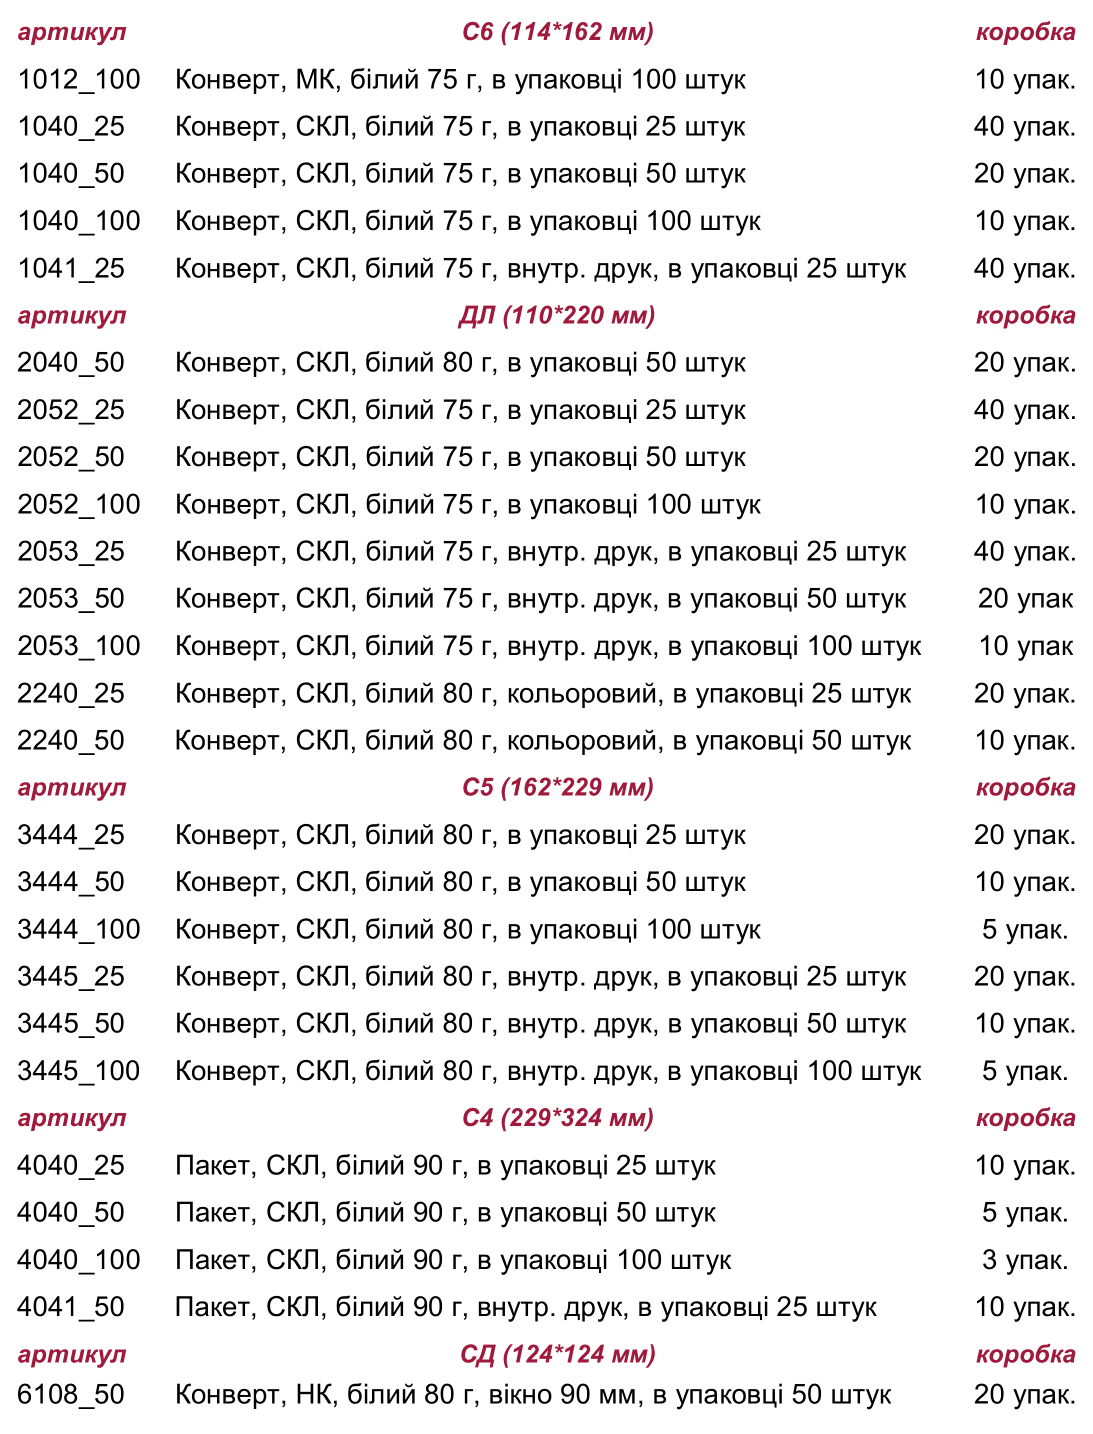 артикул С6 (114*162 мм) коробка
1012_100 Конверт, МК, білий 75 г, в упаковці 100 штук 10 упак.
1040_25 Конверт, СКЛ, білий 75 г, в упаковці 25 штук 40 упак.
1040_50 Конверт, СКЛ, білий 75 г, в упаковці 50 штук 20 упак.
1040_100 Конверт, СКЛ, білий 75 г, в упаковці 100 штук 10 упак.
1041_25 Конверт, СКЛ, білий 75 г, внутр. друк, в упаковці 25 штук 40 упак.
артикул ДЛ (110*220 мм) коробка
2040_50 Конверт, СКЛ, білий 80 г, в упаковці 50 штук 20 упак.
2052_25 Конверт, СКЛ, білий 75 г, в упаковці 25 штук 40 упак.
2052_50 Конверт, СКЛ, білий 75 г, в упаковці 50 штук 20 упак.
2052_100 Конверт, СКЛ, білий 75 г, в упаковці 100 штук 10 упак.
2053_25 Конверт, СКЛ, білий 75 г, внутр. друк, в упаковці 25 штук 40 упак.
2053_50 Конверт, СКЛ, білий 75 г, внутр. друк, в упаковці 50 штук 20 упак
2053_100 Конверт, СКЛ, білий 75 г, внутр. друк, в упаковці 100 штук 10 упак
2240_25 Конверт, СКЛ, білий 80 г, кольоровий, в упаковці 25 штук 20 упак.
2240_50 Конверт, СКЛ, білий 80 г, кольоровий, в упаковці 50 штук 10 упак.
артикул С5 (162*229 мм) коробка
3444_25 Конверт, СКЛ, білий 80 г, в упаковці 25 штук 20 упак.
3444_50 Конверт, СКЛ, білий 80 г, в упаковці 50 штук 10 упак.
3444_100 Конверт, СКЛ, білий 80 г, в упаковці 100 штук 5 упак.
3445_25 Конверт, СКЛ, білий 80 г, внутр. друк, в упаковці 25 штук 20 упак.
3445_50 Конверт, СКЛ, білий 80 г, внутр. друк, в упаковці 50 штук 10 упак.
3445_100 Конверт, СКЛ, білий 80 г, внутр. друк, в упаковці 100 штук 5 упак.
артикул С4 (229*324 мм) коробка
4040_25 Пакет, СКЛ, білий 90 г, в упаковці 25 штук 10 упак.
4040_50 Пакет, СКЛ, білий 90 г, в упаковці 50 штук 5 упак.
4040_100 Пакет, СКЛ, білий 90 г, в упаковці 100 штук 3 упак.
4041_50 Пакет, СКЛ, білий 90 г, внутр. друк, в упаковці 25 штук 10 упак.
артикул СД (124*124 мм) коробка
6108_50 Конверт, НК, білий 80 г, вікно 90 мм, в упаковці 50 штук 20 упак.